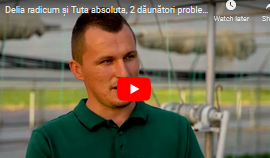 Delia radicum și Tuta absoluta, 2 dăunători proble...
Watch later